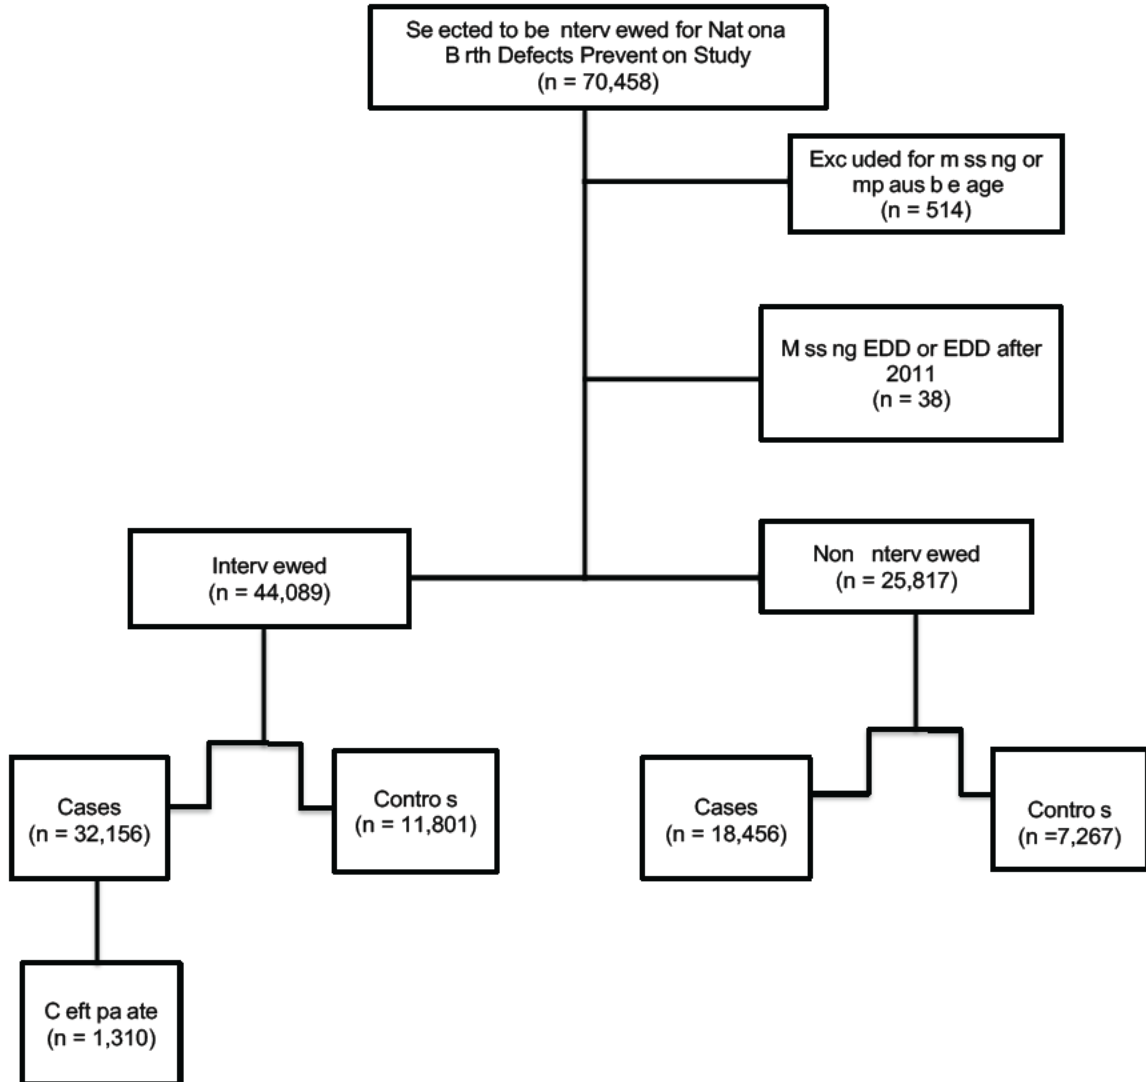 Se ected to be nterv ewed for Nat ona
B rth Defects Prevent on Study
(n = 70,458)
Exc uded for m ss ng or
mp aus b e age
(n = 514)
M ss ng EDD or EDD after
2011
(n = 38)
Interv ewed
(n = 44,089)
Non nterv ewed
(n = 25,817)
Cases
(n = 32,156)
Contro s
(n = 11,801)
Cases
(n = 18,456)
Contro s
(n =7,267)
C eft pa ate
(n = 1,310)